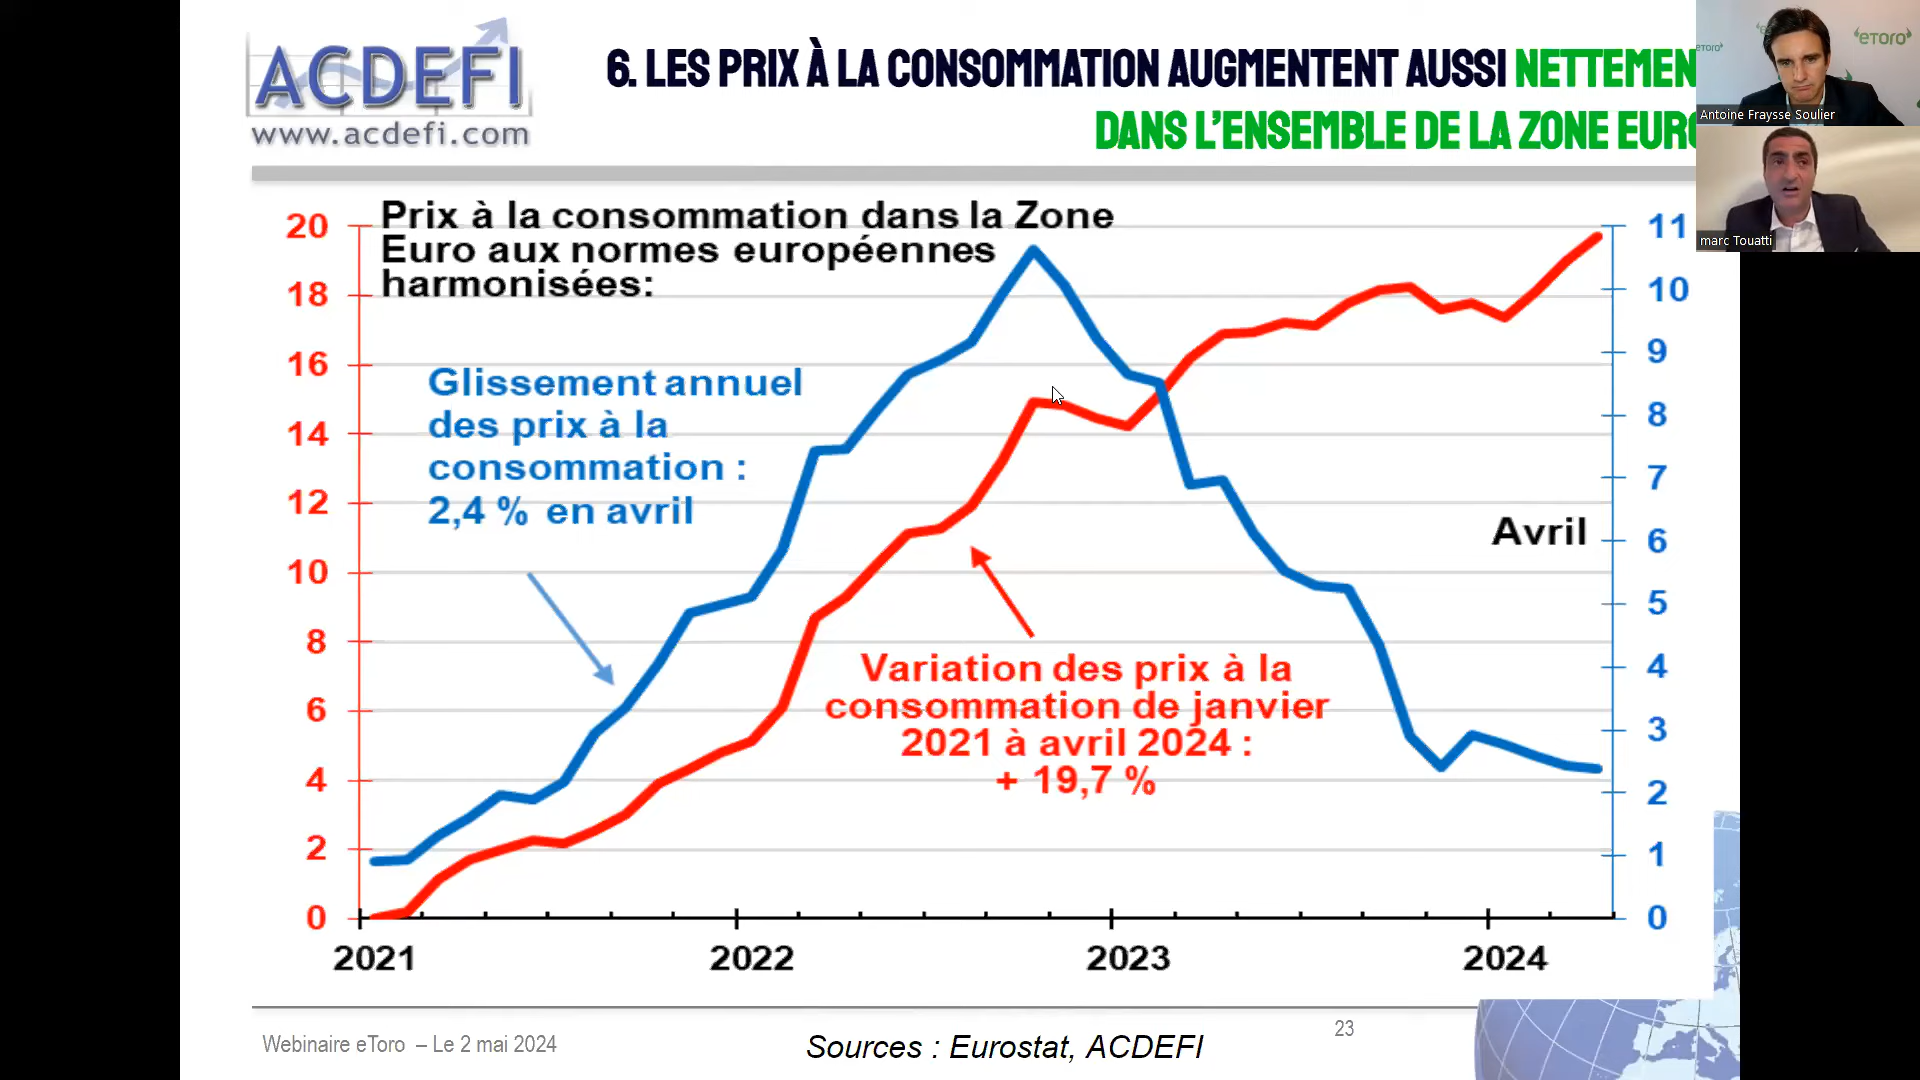 ACDEFI
www.acdefi.com
6. LES PRIX À LA CONSOMMATION AUGMENTENT AUSSI NETTEMEN
DANS L'ENSEMBLE DE LA ZONE EURO
eTORO
eTORO
Antoine Fraysse Soulier
marc Touatti
Prix à la consommation dans la Zone
Euro aux normes européennes
harmonisées:
20
18
16
14
12
10
8
6
4
2
0
Glissement annuel
des prix à la
consommation :
2,4 % en avril
Variation des prix à la
consommation de janvier
2021 à avril 2024 :
+ 19,7 %
Avril
11
10
9
8
7
6
5
4
3
2
1
0
2021
2022
2023
2024
Webinaire eToro – Le 2 mai 2024
Sources : Eurostat, ACDEFI
23